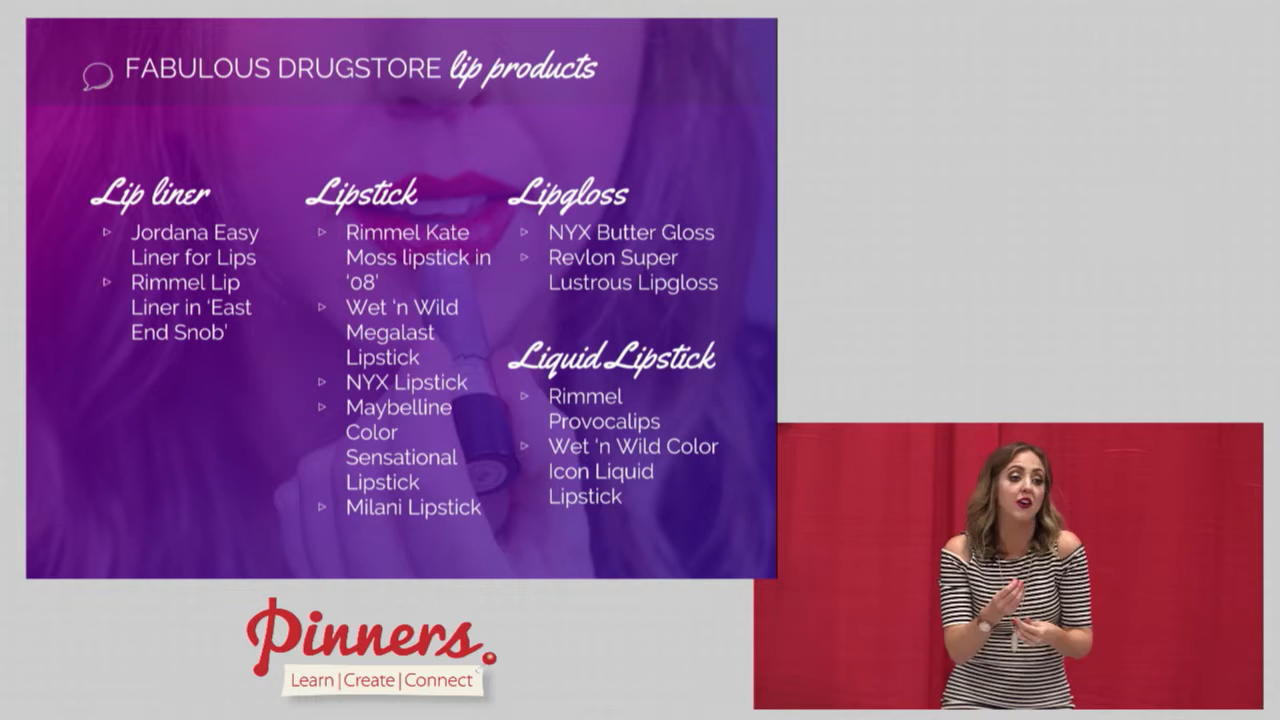 FABULOUS DRUGSTORE lip products
Lip liner
Jordana Easy
Liner for Lips
Rimmel Lip
Liner in ‘East
End Snob’
Lipstick
Rimmel Kate
Moss lipstick in
‘08’
Wet ‘n Wild
Megalast
Lipstick
NYX Lipstick
Maybelline
Color
Sensational
Lipstick
Milani Lipstick
Lipgloss
NYX Butter Gloss
Revlon Super
Lustrous Lipgloss
Liquid Lipstick
Rimmel
Provocalips
Wet ‘n Wild Color
Icon Liquid
Lipstick
Pinners.
Learn|Create|Connect